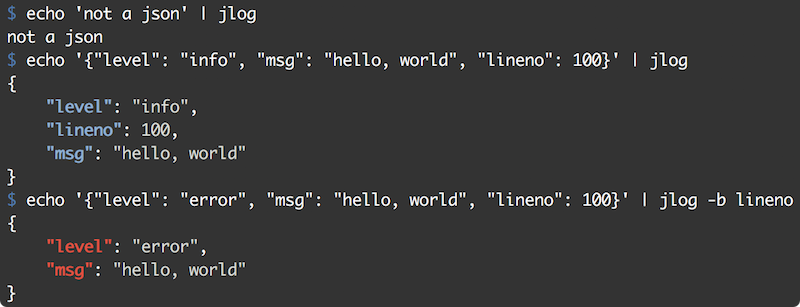 $ echo 'not a json' | jlog
not a json
$ echo '{"level": "info", "msg": "hello, world", "lineno": 100}' | jlog
{
    "level": "info",
    "lineno": 100,
    "msg": "hello, world"
}
$ echo '{"level": "error", "msg": "hello, world", "lineno": 100}' | jlog -b lineno
{
    "level": "error",
    "msg": "hello, world"
}